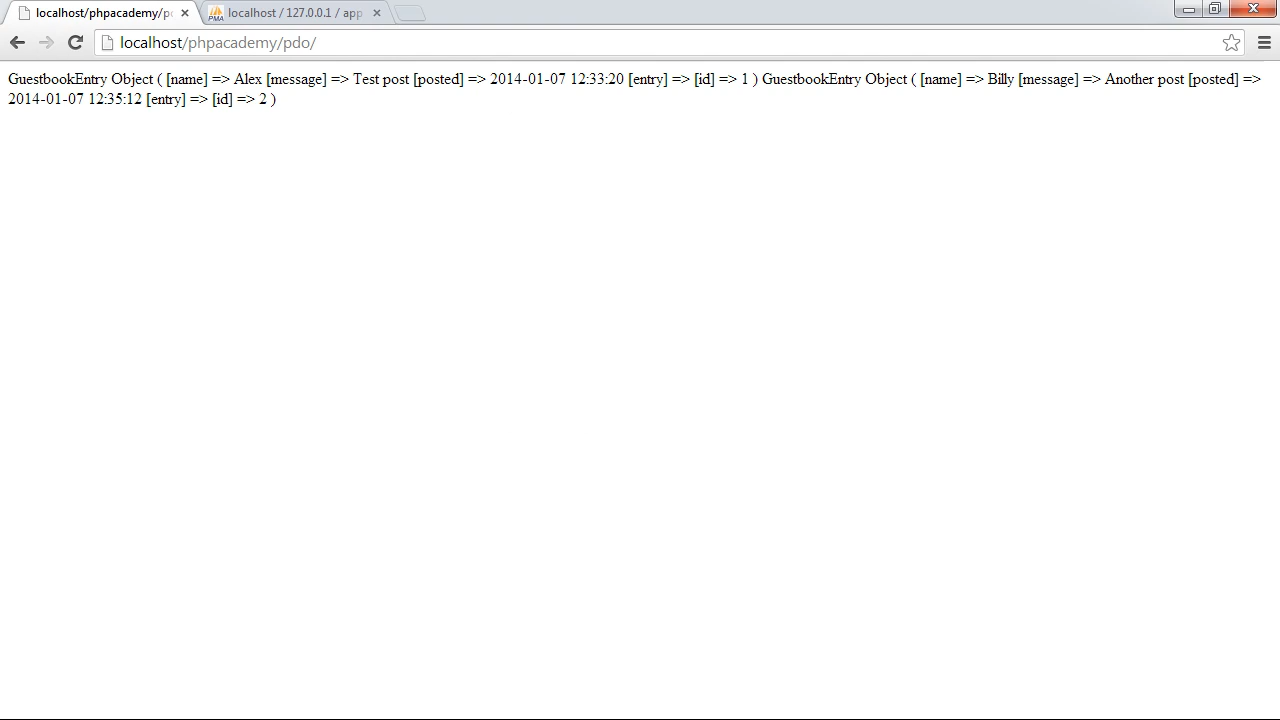 localhost/phpacademy/p
localhost / 127.0.0.1 / app
PMA
localhost/phpacademy/pdo/
GuestbookEntry Object ( [name] => Alex [message] => Test post [posted] => 2014-01-07 12:33:20 [entry] => [id] => 1 ) GuestbookEntry Object ( [name] => Billy [message] => Another post [posted] =>
2014-01-07 12:35:12 [entry] => [id] => 2 )